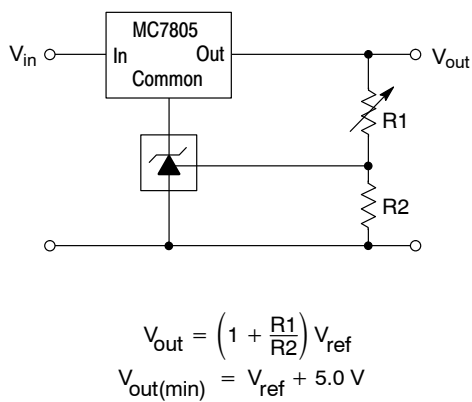 MC7805
V_in
In
Out
Common
V_out
R1
R2
V_out = (1 + R1/R2) V_ref
V_out(min) = V_ref + 5.0 V